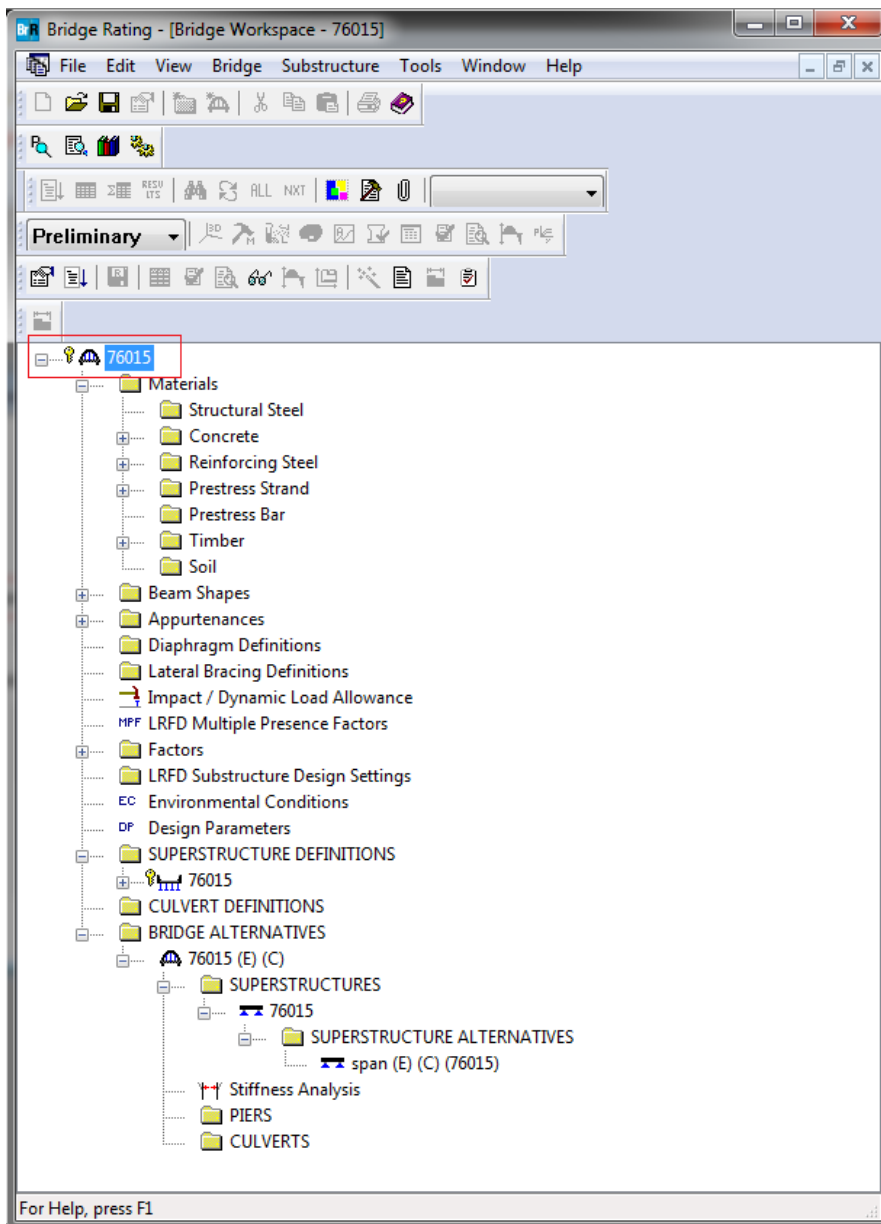 BrR Bridge Rating - [Bridge Workspace - 76015]
File Edit View Bridge Substructure Tools Window Help
RESULTS ALL NXT
Preliminary
76015
Materials
Structural Steel
Concrete
Reinforcing Steel
Prestress Strand
Prestress Bar
Timber
Soil
Beam Shapes
Appurtenances
Diaphragm Definitions
Lateral Bracing Definitions
Impact / Dynamic Load Allowance
MPF LRFD Multiple Presence Factors
Factors
LRFD Substructure Design Settings
EC Environmental Conditions
DP Design Parameters
SUPERSTRUCTURE DEFINITIONS
76015
CULVERT DEFINITIONS
BRIDGE ALTERNATIVES
76015 (E) (C)
SUPERSTRUCTURES
76015
SUPERSTRUCTURE ALTERNATIVES
span (E) (C) (76015)
Stiffness Analysis
PIERS
CULVERTS
For Help, press F1